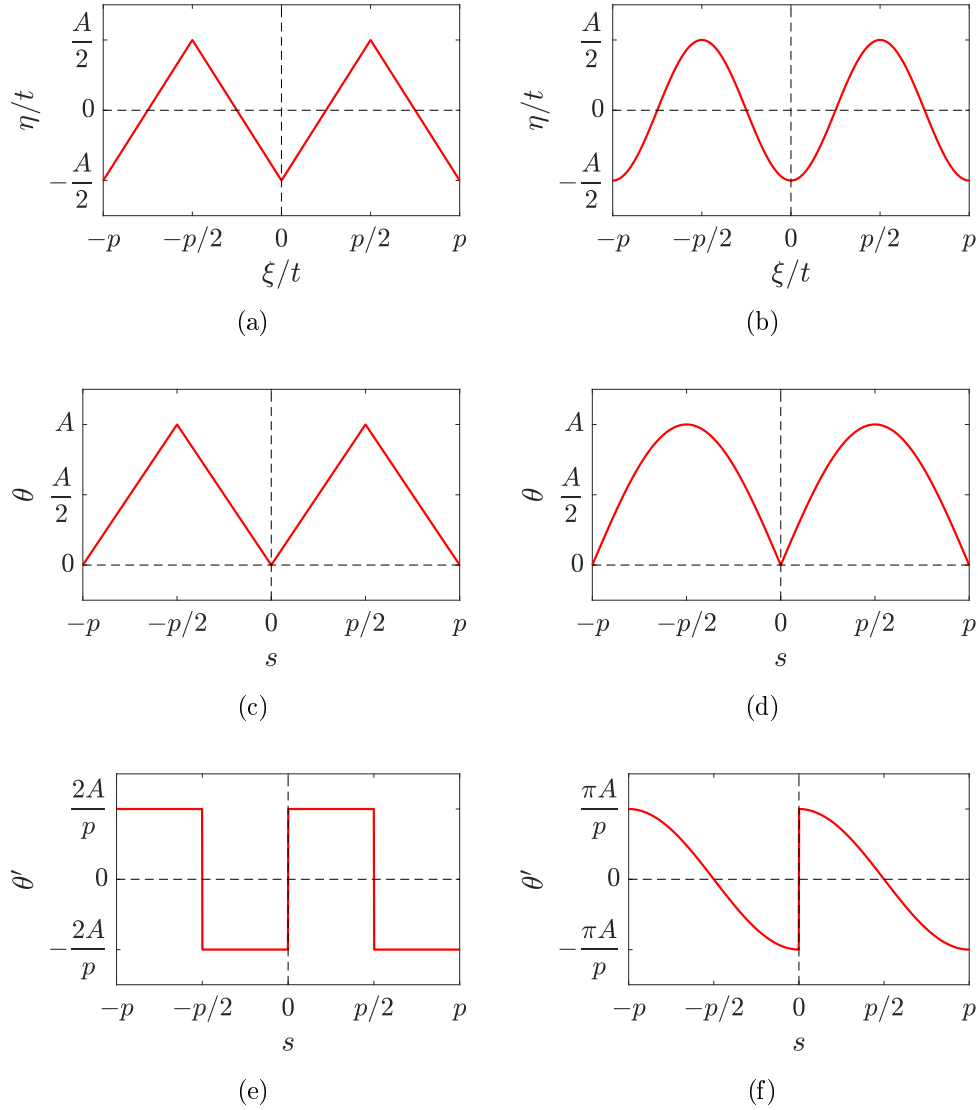 A/2 A/2
η/t 0 η/t 0
−A/2 −A/2
−p −p/2 0 p/2 p −p −p/2 0 p/2 p
ξ/t ξ/t
(a) (b)
A A
θ A/2 θ A/2
0 0
−p −p/2 0 p/2 p −p −p/2 0 p/2 p
s s
(c) (d)
2A/p πA/p
θ′ 0 θ′ 0
−2A/p −πA/p
−p −p/2 0 p/2 p −p −p/2 0 p/2 p
s s
(e) (f)